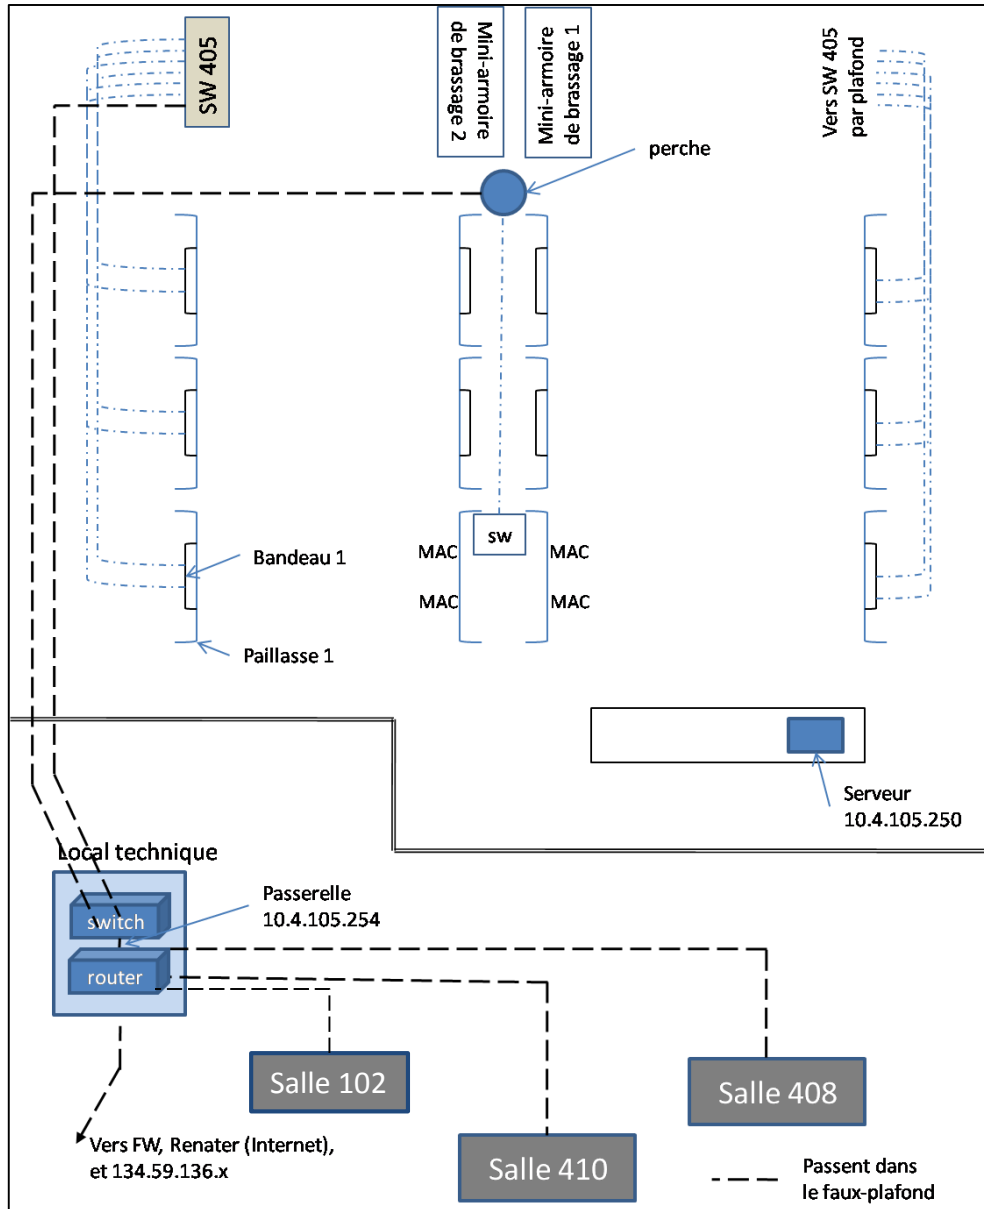 SW 405
Mini-armoire
de brassage 2
Mini-armoire
de brassage 1
Vers SW 405
par plafond
perche
sw
MAC
MAC
MAC
MAC
Bandeau 1
Paillasse 1
Serveur
10.4.105.250
Local technique
switch
Passerelle
10.4.105.254
router
Salle 102
Salle 408
Salle 410
Vers FW, Renater (Internet),
et 134.59.136.x
Passent dans
le faux-plafond